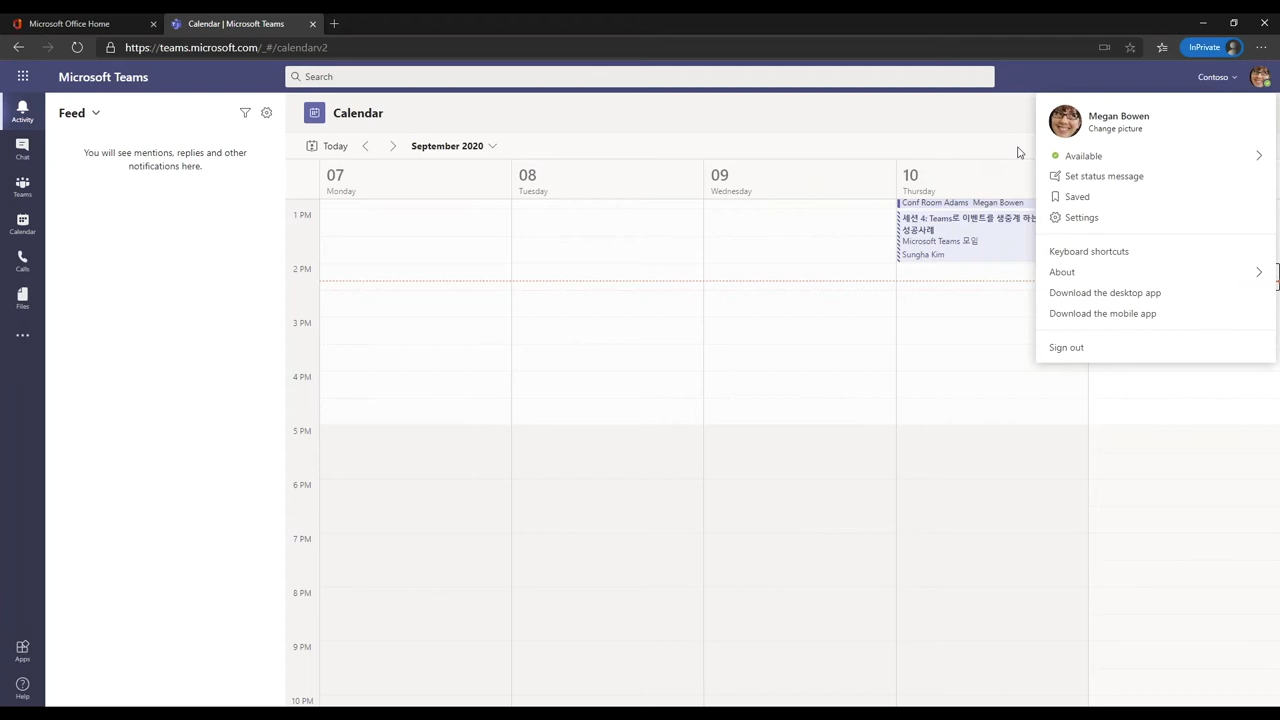 Microsoft Office Home
Calendar | Microsoft Teams
https://teams.microsoft.com/_#/calendarv2
InPrivate
Microsoft Teams
Search
Contoso
Activity
Chat
Teams
Calendar
Calls
Files
Apps
Help
Feed
You will see mentions, replies and other
notifications here.
Calendar
Today
September 2020
07
Monday
08
Tuesday
09
Wednesday
10
Thursday
1 PM
2 PM
3 PM
4 PM
5 PM
6 PM
7 PM
8 PM
9 PM
10 PM
Conf Room Adams Megan Bowen
세션 4: Teams로 이벤트를 생중계 하는
성공사례
Microsoft Teams 모임
Sungha Kim
Megan Bowen
Change picture
Available
Set status message
Saved
Settings
Keyboard shortcuts
About
Download the desktop app
Download the mobile app
Sign out